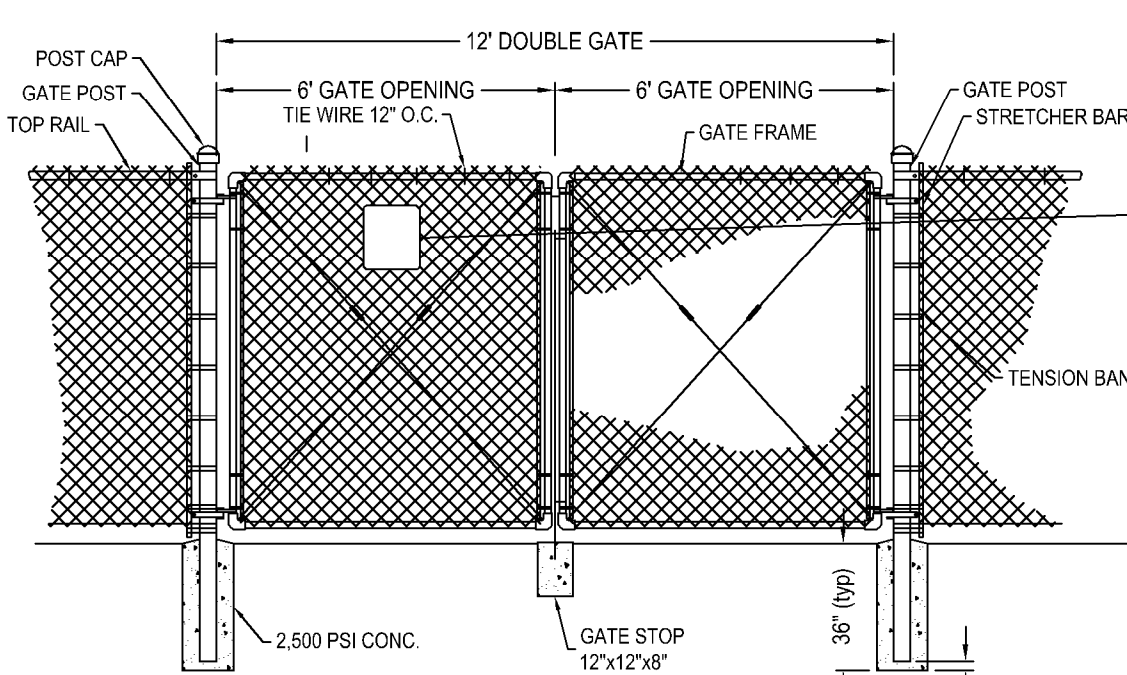 12' DOUBLE GATE
POST CAP
GATE POST
TOP RAIL
6' GATE OPENING
6' GATE OPENING
TIE WIRE 12" O.C.
GATE FRAME
GATE POST
STRETCHER BAR
TENSION BAN
36" (typ)
2,500 PSI CONC.
GATE STOP
12"x12"x8"